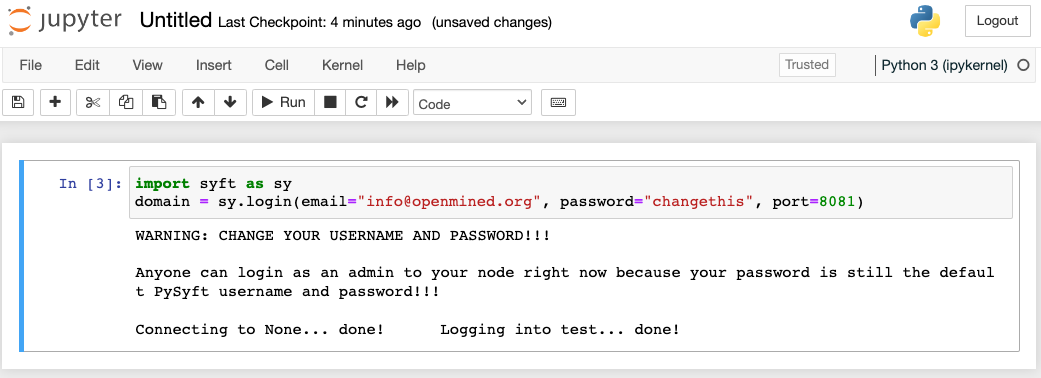 jupyter Untitled Last Checkpoint: 4 minutes ago (unsaved changes)
Logout
File Edit View Insert Cell Kernel Help Trusted Python 3 (ipykernel)
Run Code
In [3]: import syft as sy
domain = sy.login(email="info@openmined.org", password="changethis", port=8081)
WARNING: CHANGE YOUR USERNAME AND PASSWORD!!!
Anyone can login as an admin to your node right now because your password is still the defaul
t PySyft username and password!!!
Connecting to None... done! Logging into test... done!